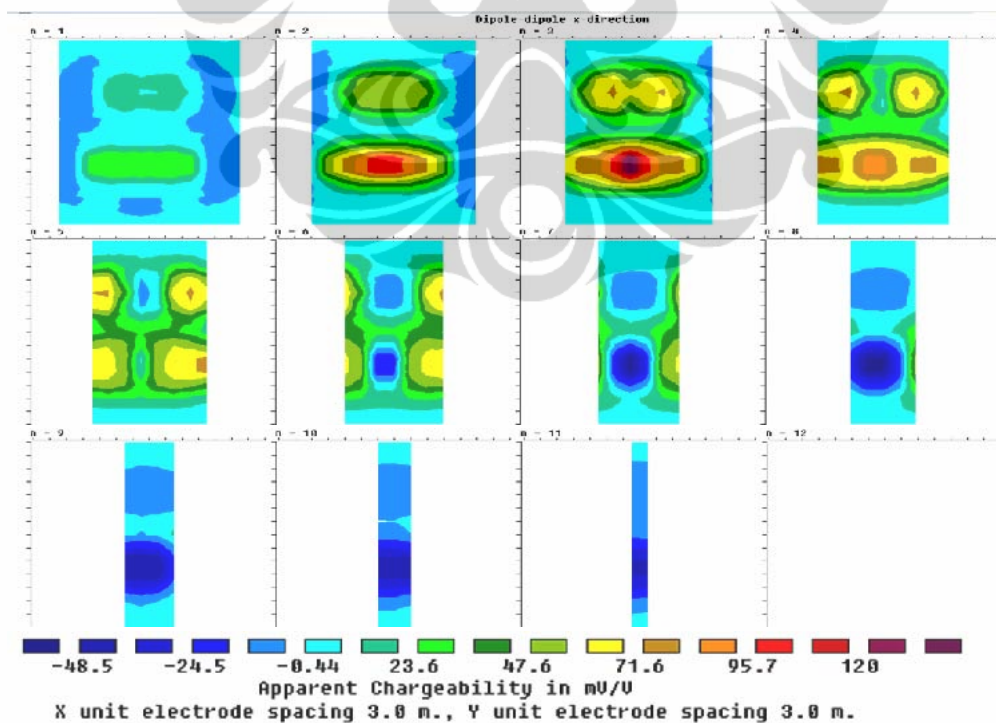 Dipole-dipole x-direction
n - 1
n - 2
n - 3
n - 4
n - 5
n - 6
n - 7
n - 8
n - 9
n - 10
n - 11
n - 12
-48.5 -24.5 -0.44 23.6 47.6 71.6 95.7 120
Apparent Chargeability in mV/V
X unit electrode spacing 3.0 m., Y unit electrode spacing 3.0 m.